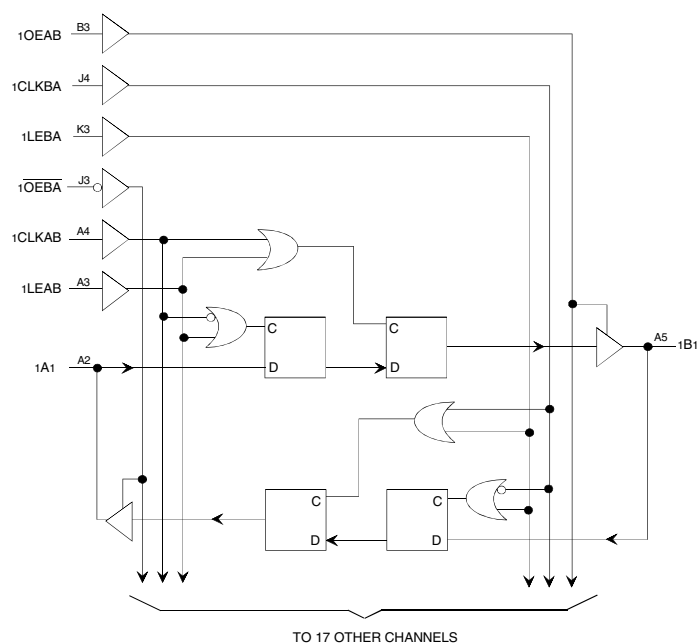 1OEAB B3
1CLKBA J4
1LEBA K3
1OEBA J3
1CLKAB A4
1LEAB A3
C
C
1A1 A2
D
D
A5 1B1
C
C
D
D
TO 17 OTHER CHANNELS